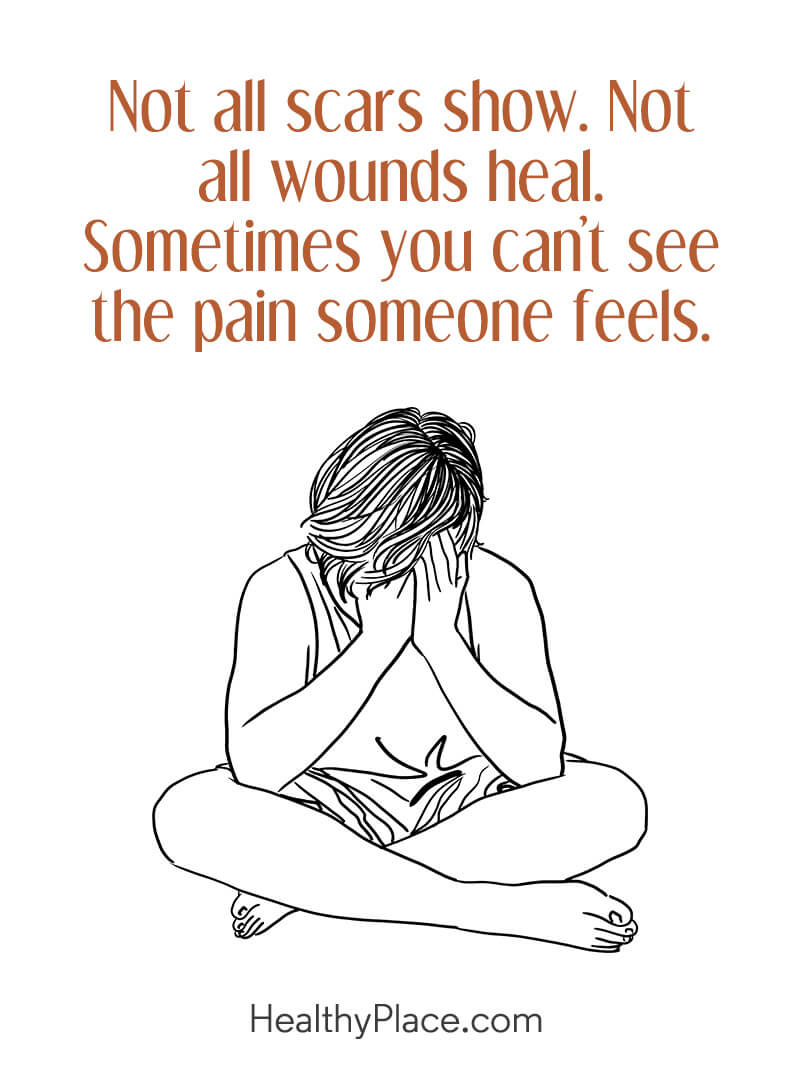 Not all scars show. Not
all wounds heal.
Sometimes you can’t see
the pain someone feels.
HealthyPlace.com